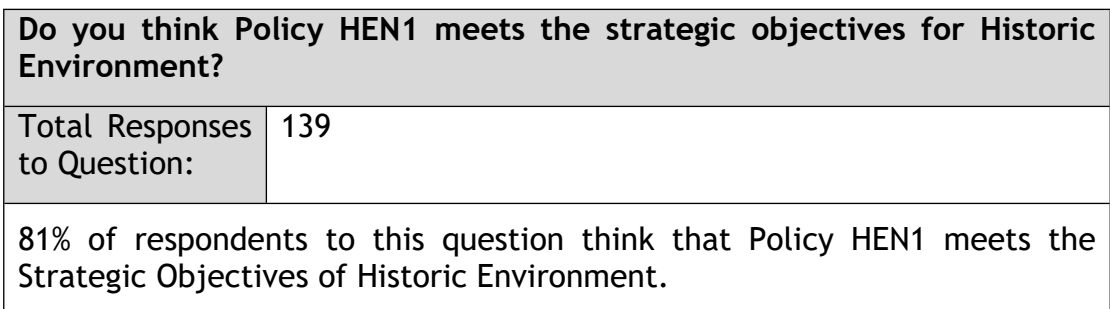 Do you think Policy HEN1 meets the strategic objectives for Historic
Environment?
Total Responses
to Question:
139
81% of respondents to this question think that Policy HEN1 meets the
Strategic Objectives of Historic Environment.